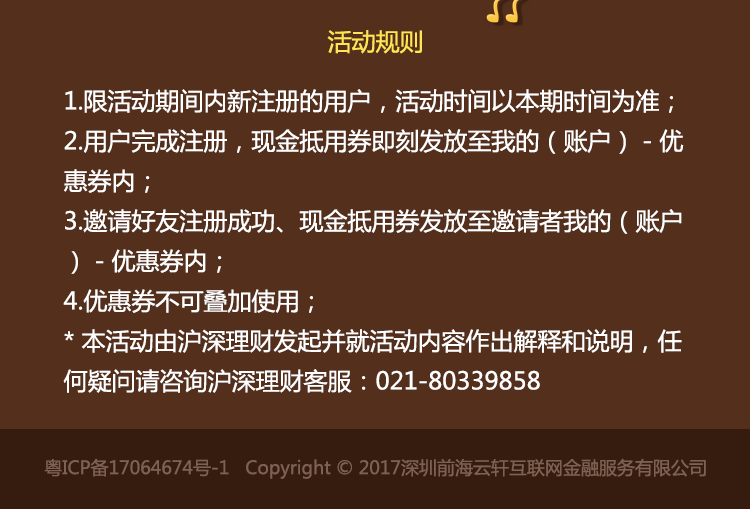 活动规则
1.限活动期间内新注册的用户，活动时间以本期时间为准；
2.用户完成注册，现金抵用券即刻发放至我的（账户）－优
惠券内；
3.邀请好友注册成功、现金抵用券发放至邀请者我的（账户
）－优惠券内；
4.优惠券不可叠加使用；
* 本活动由沪深理财发起并就活动内容作出解释和说明，任
何疑问请咨询沪深理财客服：021-80339858
粤ICP备17064674号-1 Copyright © 2017深圳前海云轩互联网金融服务有限公司